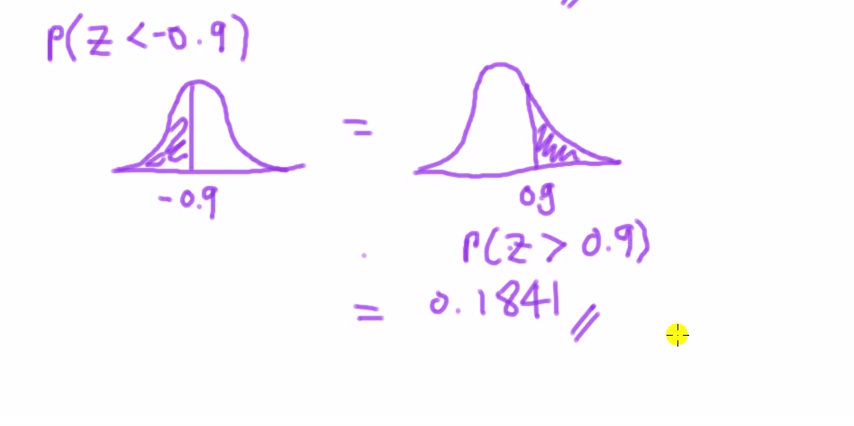 P(Z <-0.9)
=
-0.9
0.9
P(Z > 0.9)
= 0.1841 //